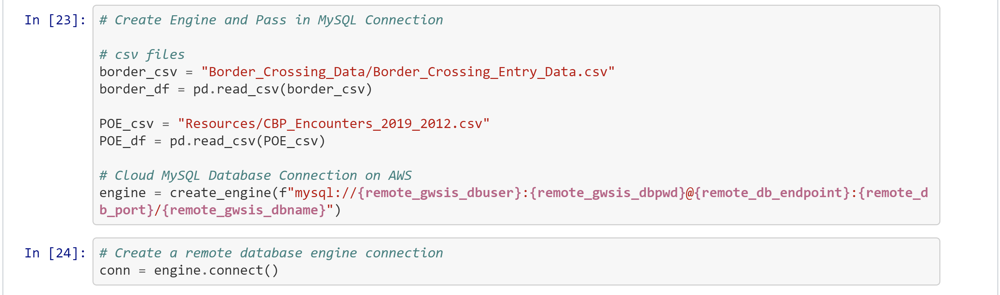 In [23]:
# Create Engine and Pass in MySQL Connection
# csv files
border_csv = "Border_Crossing_Data/Border_Crossing_Entry_Data.csv"
border_df = pd.read_csv(border_csv)
POE_csv = "Resources/CBP_Encounters_2019_2012.csv"
POE_df = pd.read_csv(POE_csv)
# Cloud MySQL Database Connection on AWS
engine = create_engine(f"mysql://{remote_gwsis_dbuser}:{remote_gwsis_dbpwd}@{remote_db_endpoint}:{remote_d
b_port}/{remote_gwsis_dbname}")
In [24]:
# Create a remote database engine connection
conn = engine.connect()